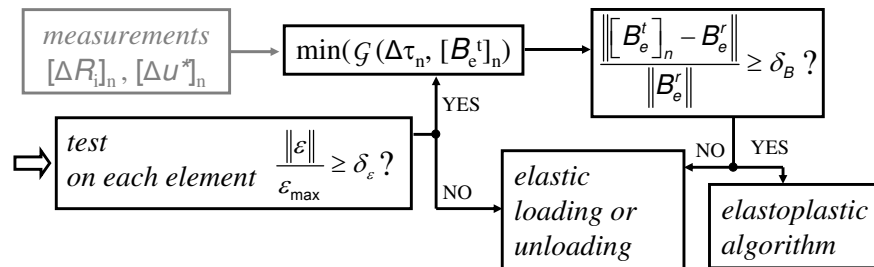 measurements
[ΔR_i]_n , [Δu*]_n
min(𝒢(Δτ_n, [B_e^t]_n)
‖[B_e^t]_n − B_e^r‖ / ‖B_e^r‖ ≥ δ_B ?
YES
test
on each element ‖ε‖ / ε_max ≥ δ_ε ?
NO
NO
YES
elastic
loading or
unloading
elastoplastic
algorithm